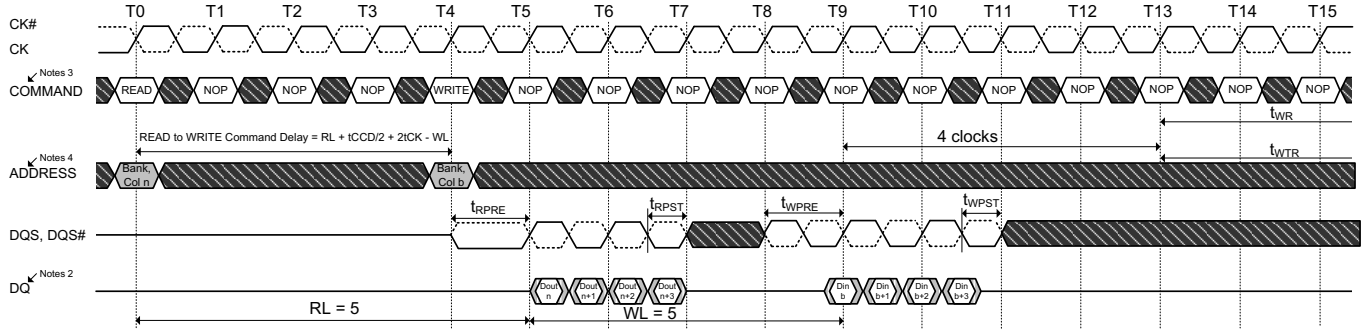 T0 T1 T2 T3 T4 T5 T6 T7 T8 T9 T10 T11 T12 T13 T14 T15
CK#
CK
Notes 3
COMMAND READ NOP NOP NOP WRITE NOP NOP NOP NOP NOP NOP NOP NOP NOP NOP NOP
tWR
READ to WRITE Command Delay = RL + tCCD/2 + 2tCK - WL
4 clocks
tWTR
Notes 4
ADDRESS Bank, Col n Bank, Col b
tRPRE tRPST tWPRE tWPST
DQS, DQS#
Notes 2
DQ Dout n Dout n+1 Dout n+2 Dout n+3 Din b Din b+1 Din b+2 Din b+3
RL = 5 WL = 5